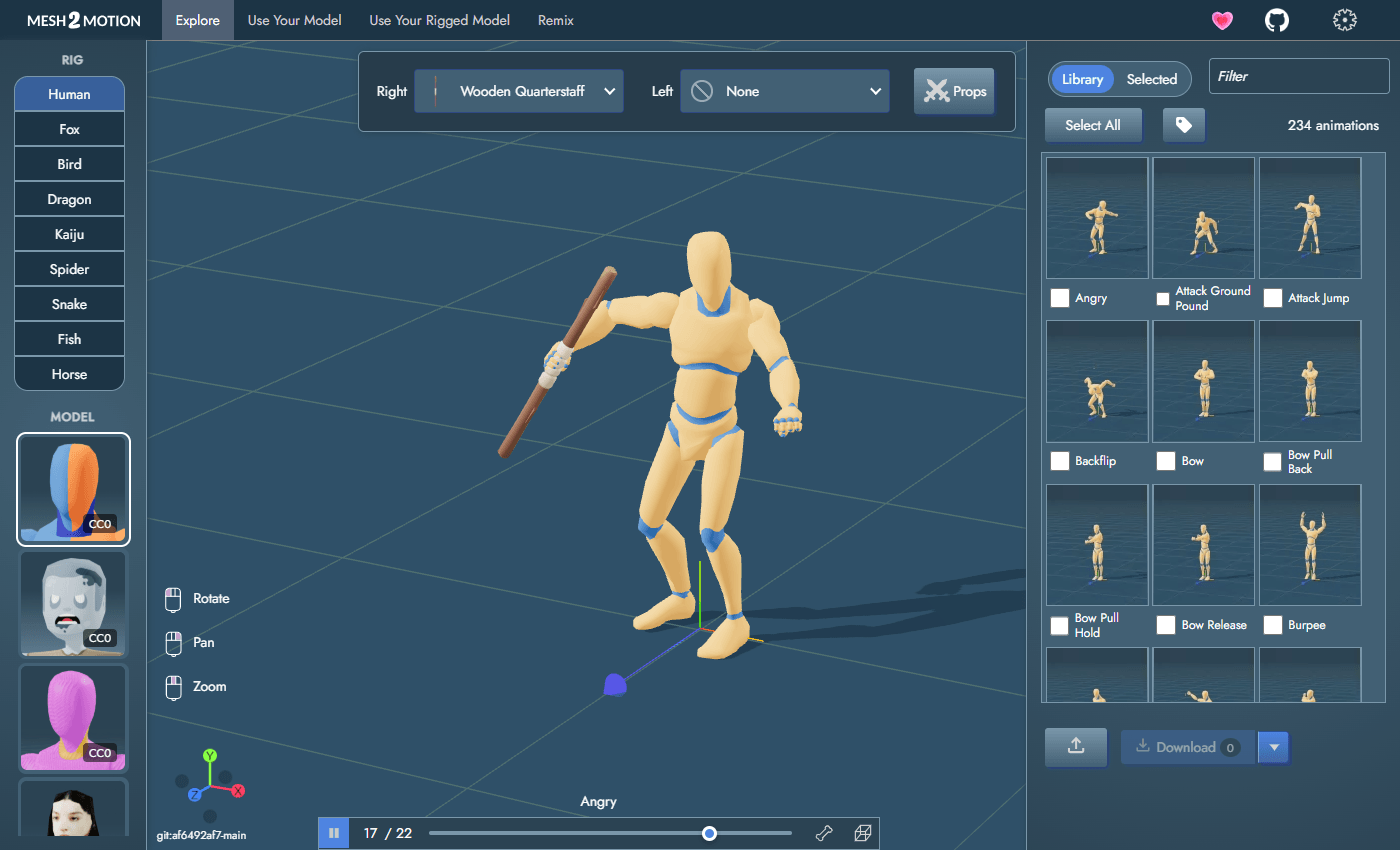 MESH2MOTION
Explore
Use Your Model
Use Your Rigged Model
Remix
RIG
Human
Fox
Bird
Dragon
Kaiju
Spider
Snake
Fish
Horse
MODEL
CC0
CC0
CC0
Right
Wooden Quarterstaff
Left
None
Props
Rotate
Pan
Zoom
Y
X
Z
git:af6492af7-main
Angry
17 / 22
Library
Selected
Filter
Select All
234 animations
Angry
Attack Ground
Pound
Attack Jump
Backflip
Bow
Bow Pull
Back
Bow Pull
Hold
Bow Release
Burpee
Download 0